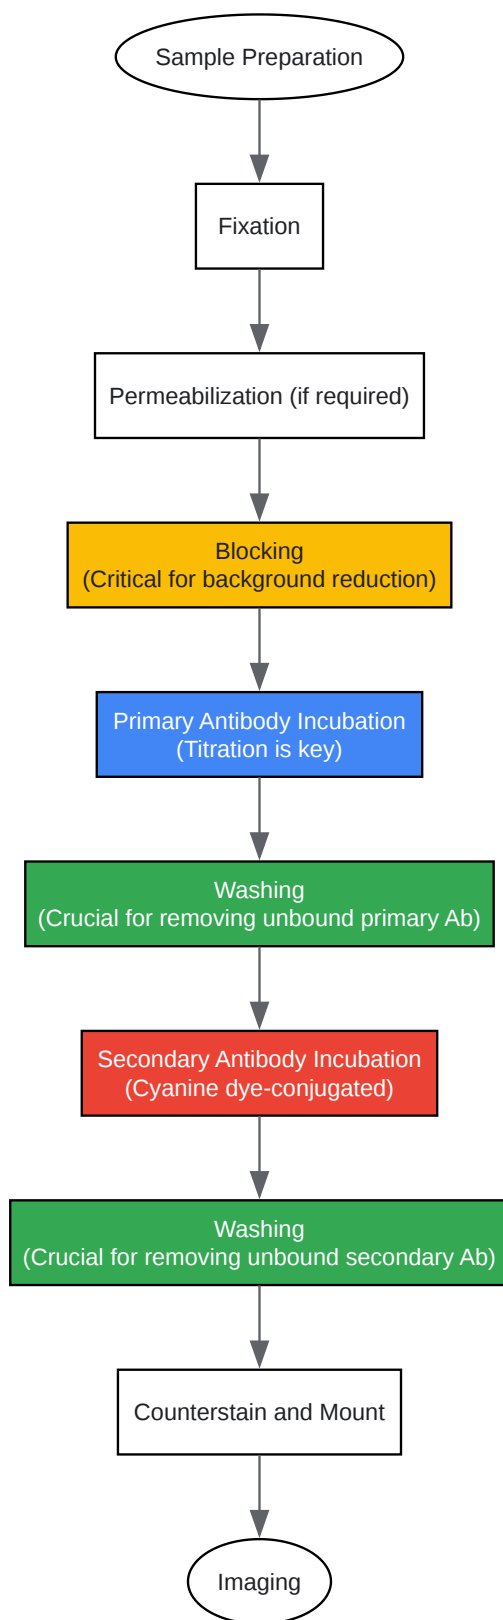 Sample Preparation
Fixation
Permeabilization (if required)
Blocking
(Critical for background reduction)
Primary Antibody Incubation
(Titration is key)
Washing
(Crucial for removing unbound primary Ab)
Secondary Antibody Incubation
(Cyanine dye-conjugated)
Washing
(Crucial for removing unbound secondary Ab)
Counterstain and Mount
Imaging